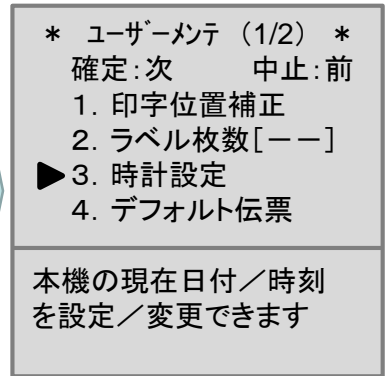 * ユーザーメンテ (1/2) *
確定:次 中止:前
1. 印字位置補正
2. ラベル枚数[ーー]
▶3. 時計設定
4. デフォルト伝票
本機の現在日付／時刻
を設定／変更できます